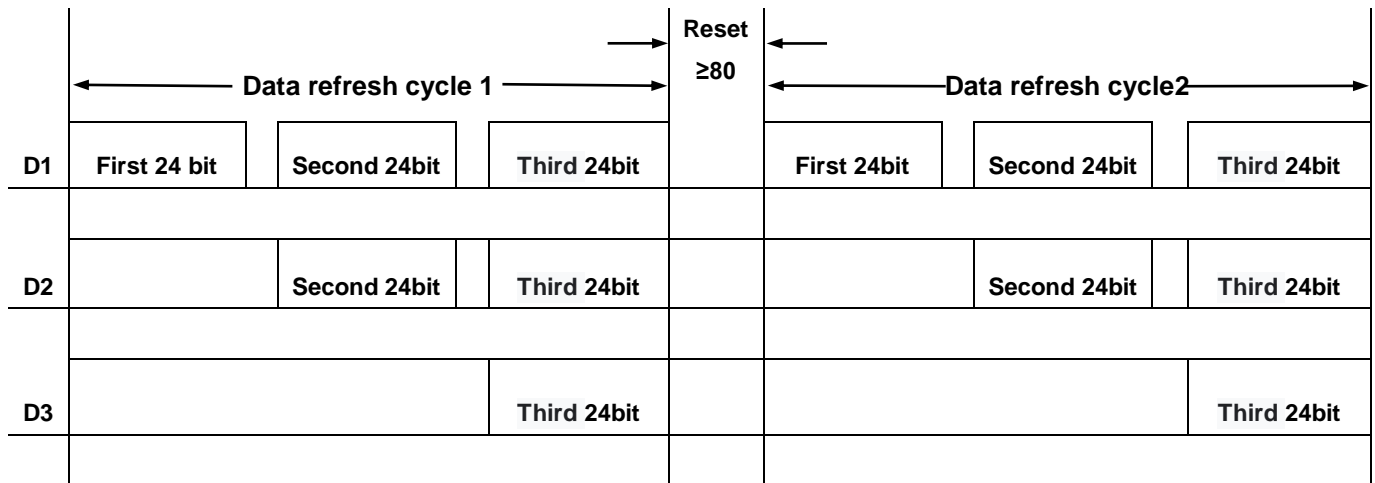 Reset
≥80
Data refresh cycle 1
Data refresh cycle2
D1 First 24 bit Second 24bit Third 24bit First 24bit Second 24bit Third 24bit
D2 Second 24bit Third 24bit Second 24bit Third 24bit
D3 Third 24bit Third 24bit